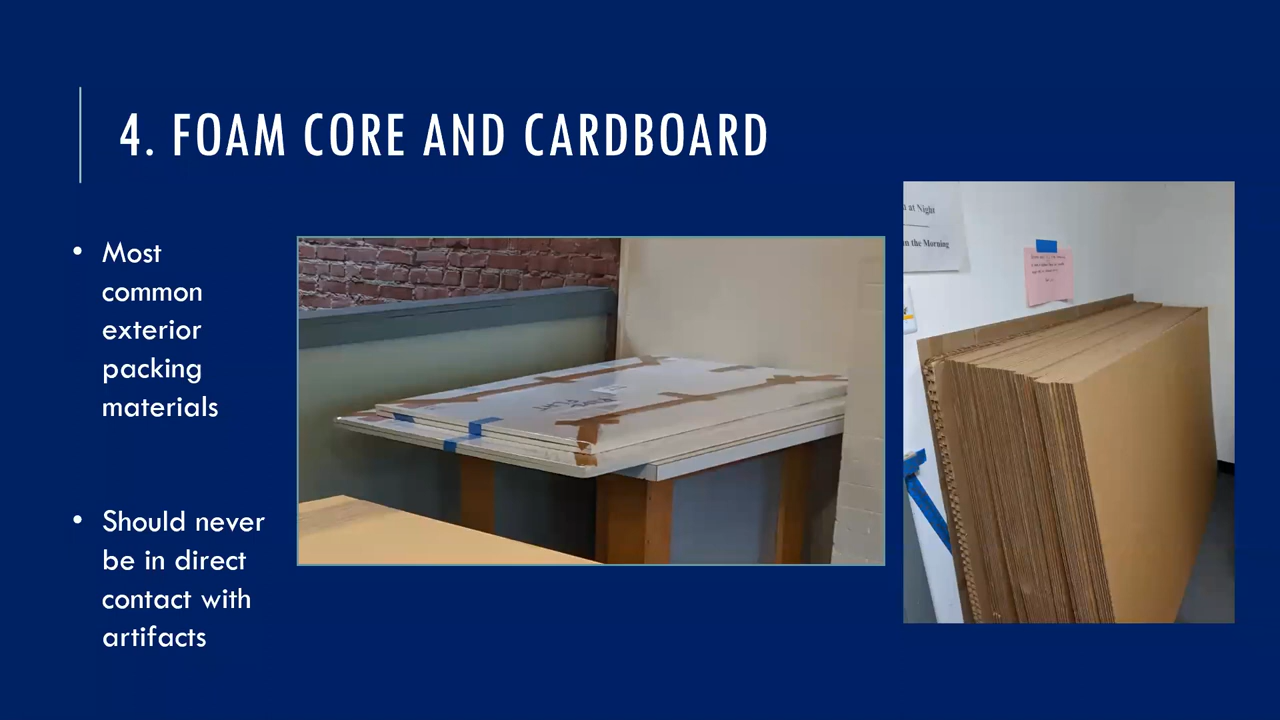 4. FOAM CORE AND CARDBOARD
• Most
common
exterior
packing
materials
• Should never
be in direct
contact with
artifacts
at Night
in the Morning